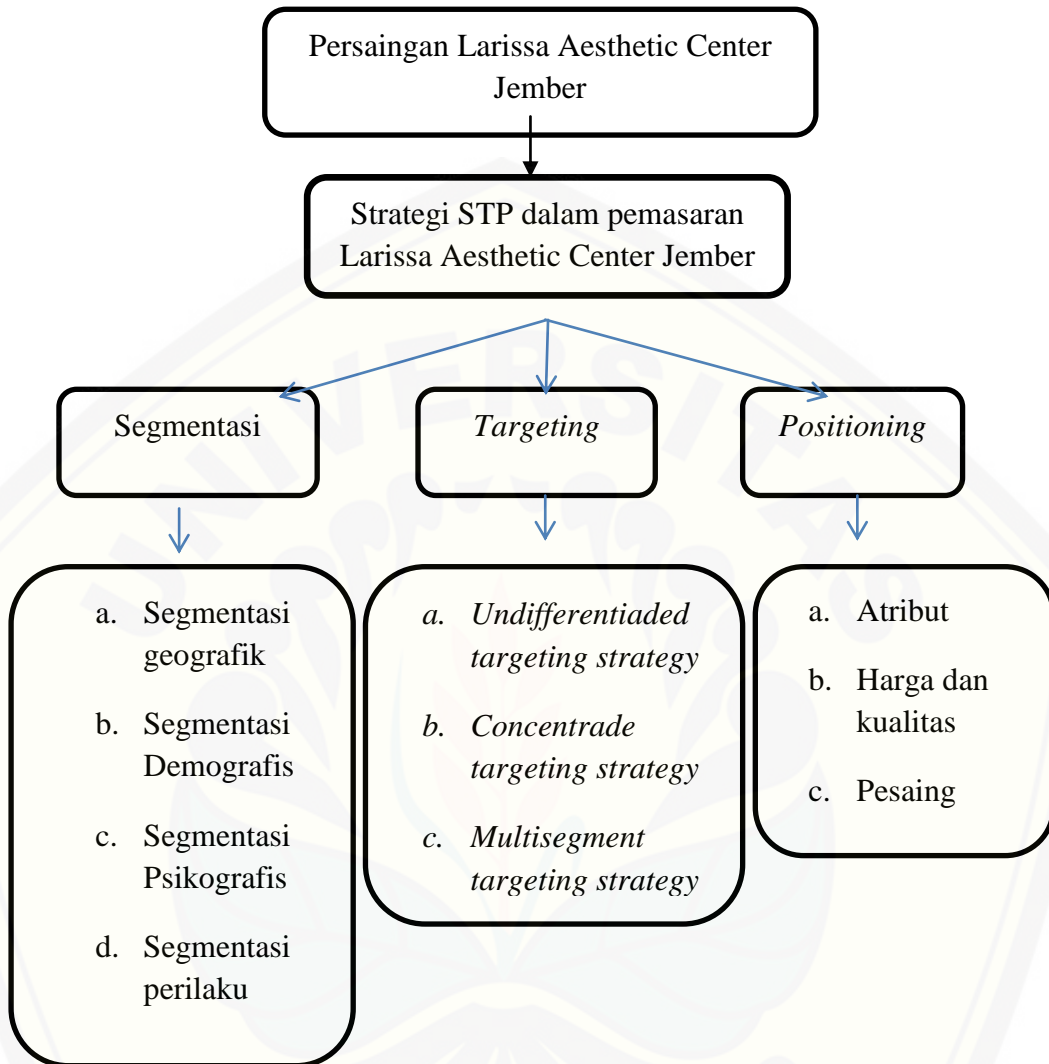 Persaingan Larissa Aesthetic Center
Jember
Strategi STP dalam pemasaran
Larissa Aesthetic Center Jember
Segmentasi
Targeting
Positioning
a. Segmentasi
geografik
b. Segmentasi
Demografis
c. Segmentasi
Psikografis
d. Segmentasi
perilaku
a. Undifferentiaded
targeting strategy
b. Concentrade
targeting strategy
c. Multisegment
targeting strategy
a. Atribut
b. Harga dan
kualitas
c. Pesaing
UNIVERSITAS